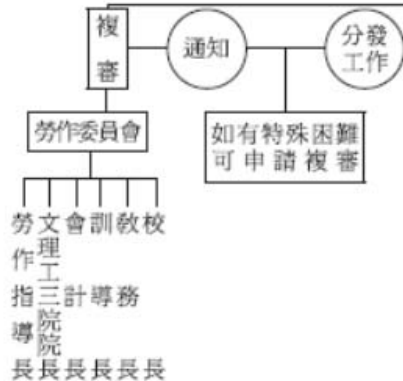 複審
通知
分發
工作
勞作委員會
如有特殊困難
可申請複審
校長
教務長
訓導長
會計長
文理工三院院長
勞作指導長